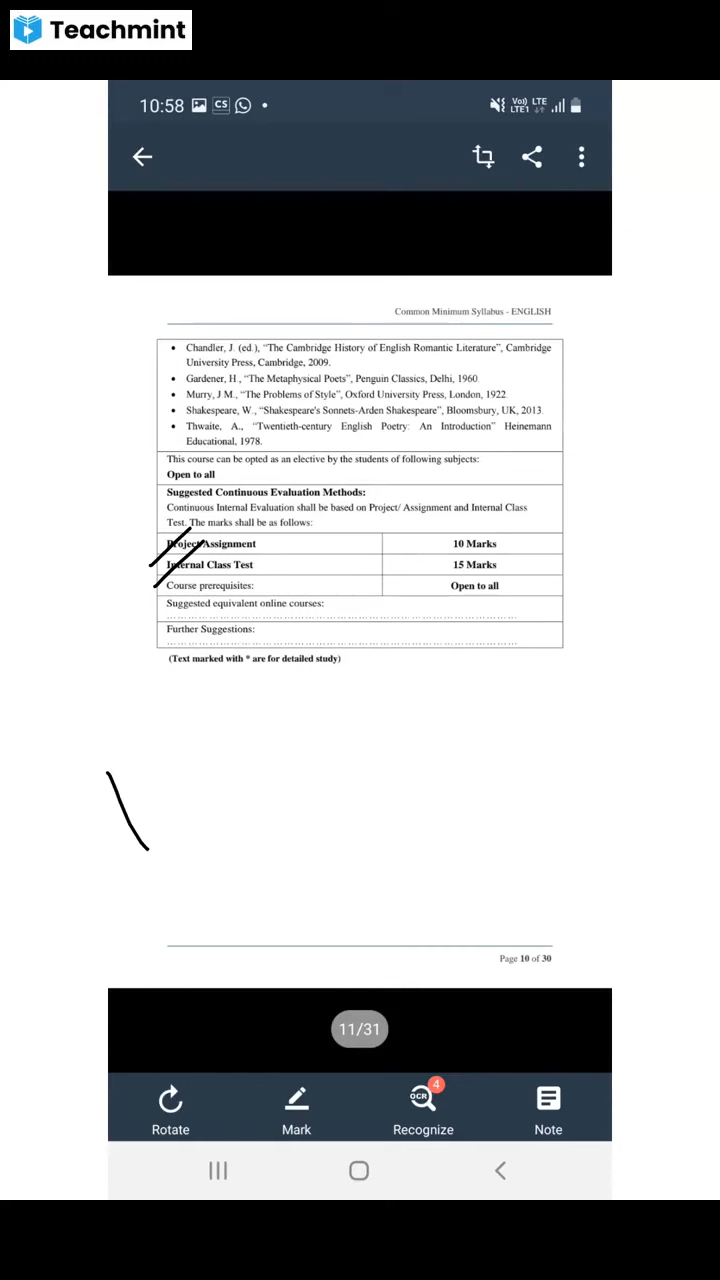 Teachmint
10:58 CS Vo) LTE LTE1
Common Minimum Syllabus - ENGLISH
• Chandler, J. (ed.), “The Cambridge History of English Romantic Literature”, Cambridge
University Press, Cambridge, 2009.
• Gardener, H., “The Metaphysical Poets”, Penguin Classics, Delhi, 1960.
• Murry, J M., “The Problems of Style”, Oxford University Press, London, 1922.
• Shakespeare, W., “Shakespeare's Sonnets-Arden Shakespeare”, Bloomsbury, UK, 2013.
• Thwaite, A., “Twentieth-century English Poetry: An Introduction” Heinemann
Educational, 1978.
This course can be opted as an elective by the students of following subjects:
Open to all
Suggested Continuous Evaluation Methods:
Continuous Internal Evaluation shall be based on Project/ Assignment and Internal Class
Test. The marks shall be as follows:
Project/Assignment 10 Marks
Internal Class Test 15 Marks
Course prerequisites: Open to all
Suggested equivalent online courses:
Further Suggestions:
(Text marked with * are for detailed study)
Page 10 of 30
11/31
OCR 4
Rotate Mark Recognize Note